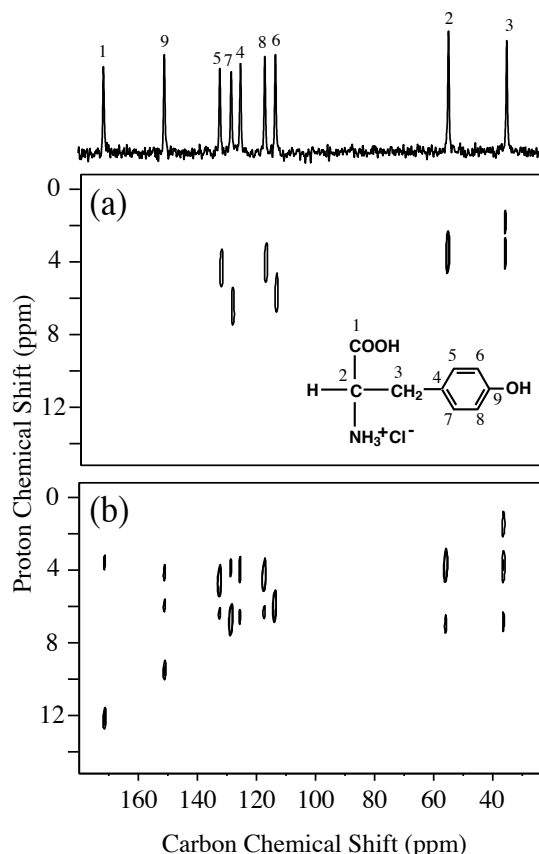 1 9 5 7 4 8 6 2 3
0
(a)
4
8
12
1
COOH
5 6
H 2 C 3 CH2 4 9 OH
7 8
NH3+Cl-
0
(b)
4
8
12
Proton Chemical Shift (ppm)
160 140 120 100 80 60 40
Carbon Chemical Shift (ppm)